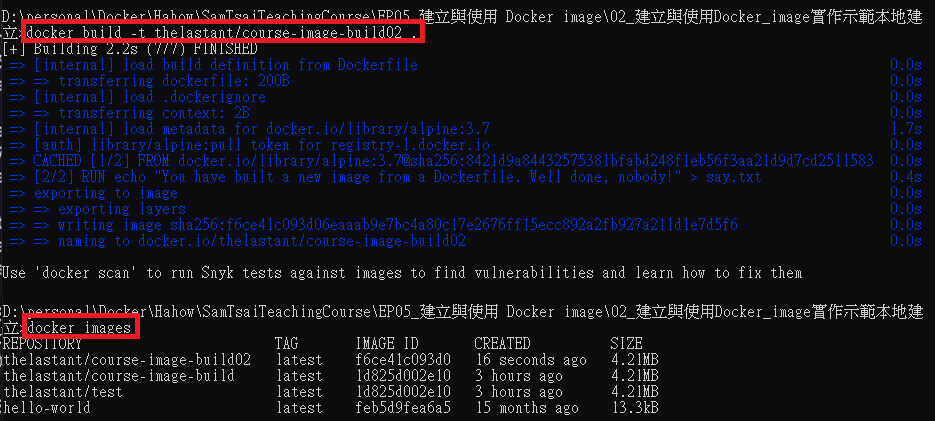 D:\personal\Docker\Hahow\SamTsaiTeachingCourse\EP05_建立與使用 Docker image\02_建立與使用Docker_image實作示範本地建
立>docker build -t thelastant/course-image-build02 .
[+] Building 2.2s (7/7) FINISHED
=> [internal] load build definition from Dockerfile 0.0s
=> => transferring dockerfile: 200B 0.0s
=> [internal] load .dockerignore 0.0s
=> => transferring context: 2B 0.0s
=> [internal] load metadata for docker.io/library/alpine:3.7 1.7s
=> [auth] library/alpine:pull token for registry-1.docker.io 0.0s
=> CACHED [1/2] FROM docker.io/library/alpine:3.7@sha256:8421d9a84432575381bfabd248f1eb56f3aa21d9d7cd2511583 0.0s
=> [2/2] RUN echo "You have built a new image from a Dockerfile. Well done, nobody!" > say.txt 0.4s
=> exporting to image 0.0s
=> => exporting layers 0.0s
=> => writing image sha256:f6ce41c093d06eaaab9e7bc4a80c17e2676ff15ecc892a2fb927a211d1e7d5f6 0.0s
=> => naming to docker.io/thelastant/course-image-build02 0.0s
Use 'docker scan' to run Snyk tests against images to find vulnerabilities and learn how to fix them
D:\personal\Docker\Hahow\SamTsaiTeachingCourse\EP05_建立與使用 Docker image\02_建立與使用Docker_image實作示範本地建
立>docker images
REPOSITORY TAG IMAGE ID CREATED SIZE
thelastant/course-image-build02 latest f6ce41c093d0 16 seconds ago 4.21MB
thelastant/course-image-build latest 1d825d002e10 3 hours ago 4.21MB
thelastant/test latest 1d825d002e10 3 hours ago 4.21MB
hello-world latest feb5d9fea6a5 15 months ago 13.3kB